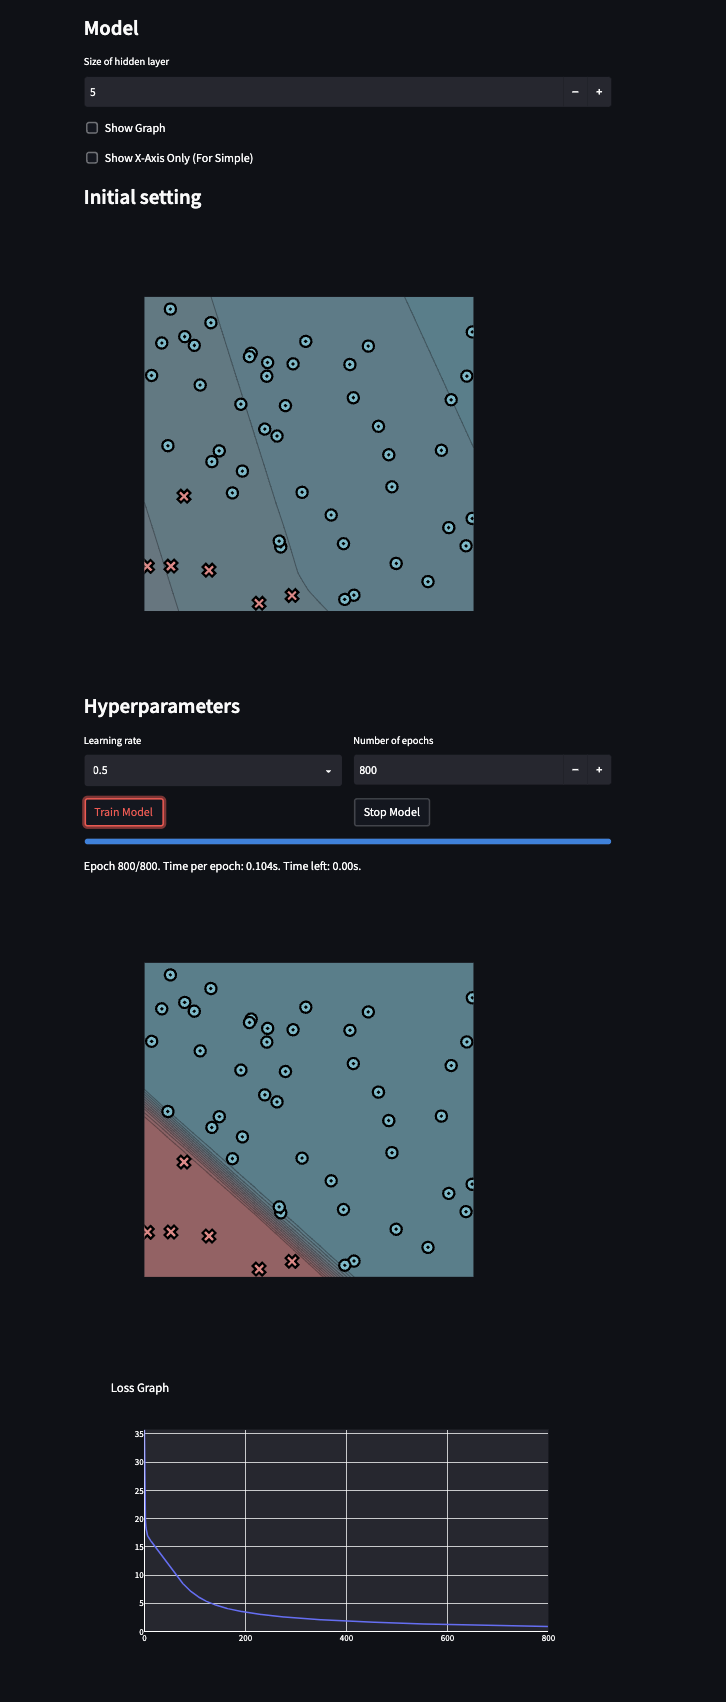 Model
Size of hidden layer
5
− +
Show Graph
Show X-Axis Only (For Simple)
Initial setting
Hyperparameters
Learning rate
Number of epochs
0.5
800
− +
Train Model
Stop Model
Epoch 800/800. Time per epoch: 0.104s. Time left: 0.00s.
Loss Graph
35
30
25
20
15
10
5
0
0 200 400 600 800